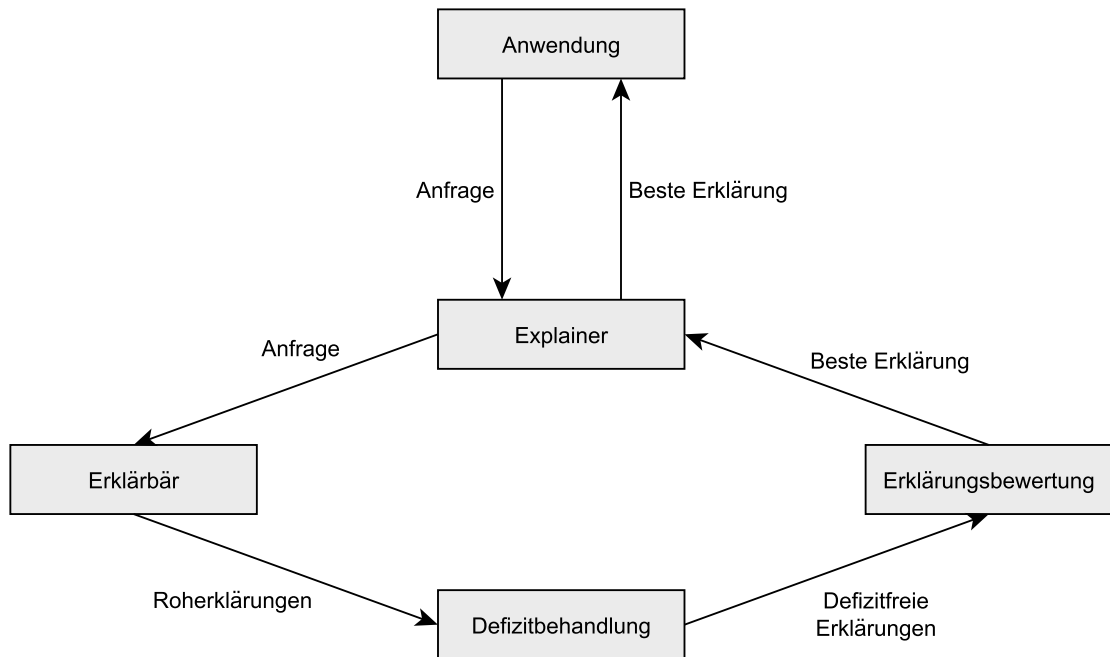 Anwendung
Anfrage
Beste Erklärung
Explainer
Anfrage
Beste Erklärung
Erklärbär
Erklärungsbewertung
Roherklärungen
Defizitfreie
Erklärungen
Defizitbehandlung